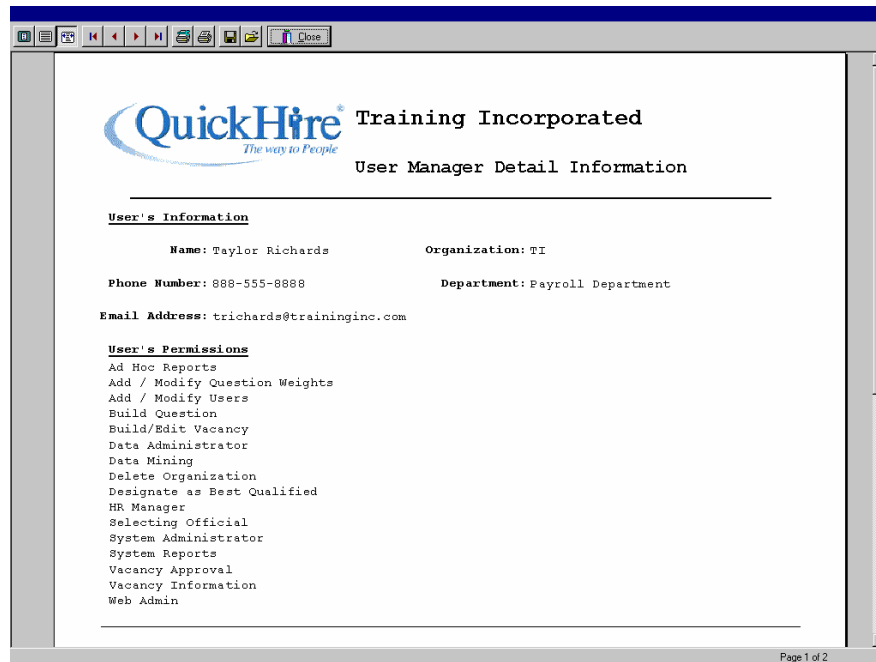 Close
QuickHire®
The way to People
Training Incorporated
User Manager Detail Information
User's Information
Name: Taylor Richards Organization: TI
Phone Number: 888-555-8888 Department: Payroll Department
Email Address: trichards@traininginc.com
User's Permissions
Ad Hoc Reports
Add / Modify Question Weights
Add / Modify Users
Build Question
Build/Edit Vacancy
Data Administrator
Data Mining
Delete Organization
Designate as Best Qualified
HR Manager
Selecting Official
System Administrator
System Reports
Vacancy Approval
Vacancy Information
Web Admin
Page 1 of 2